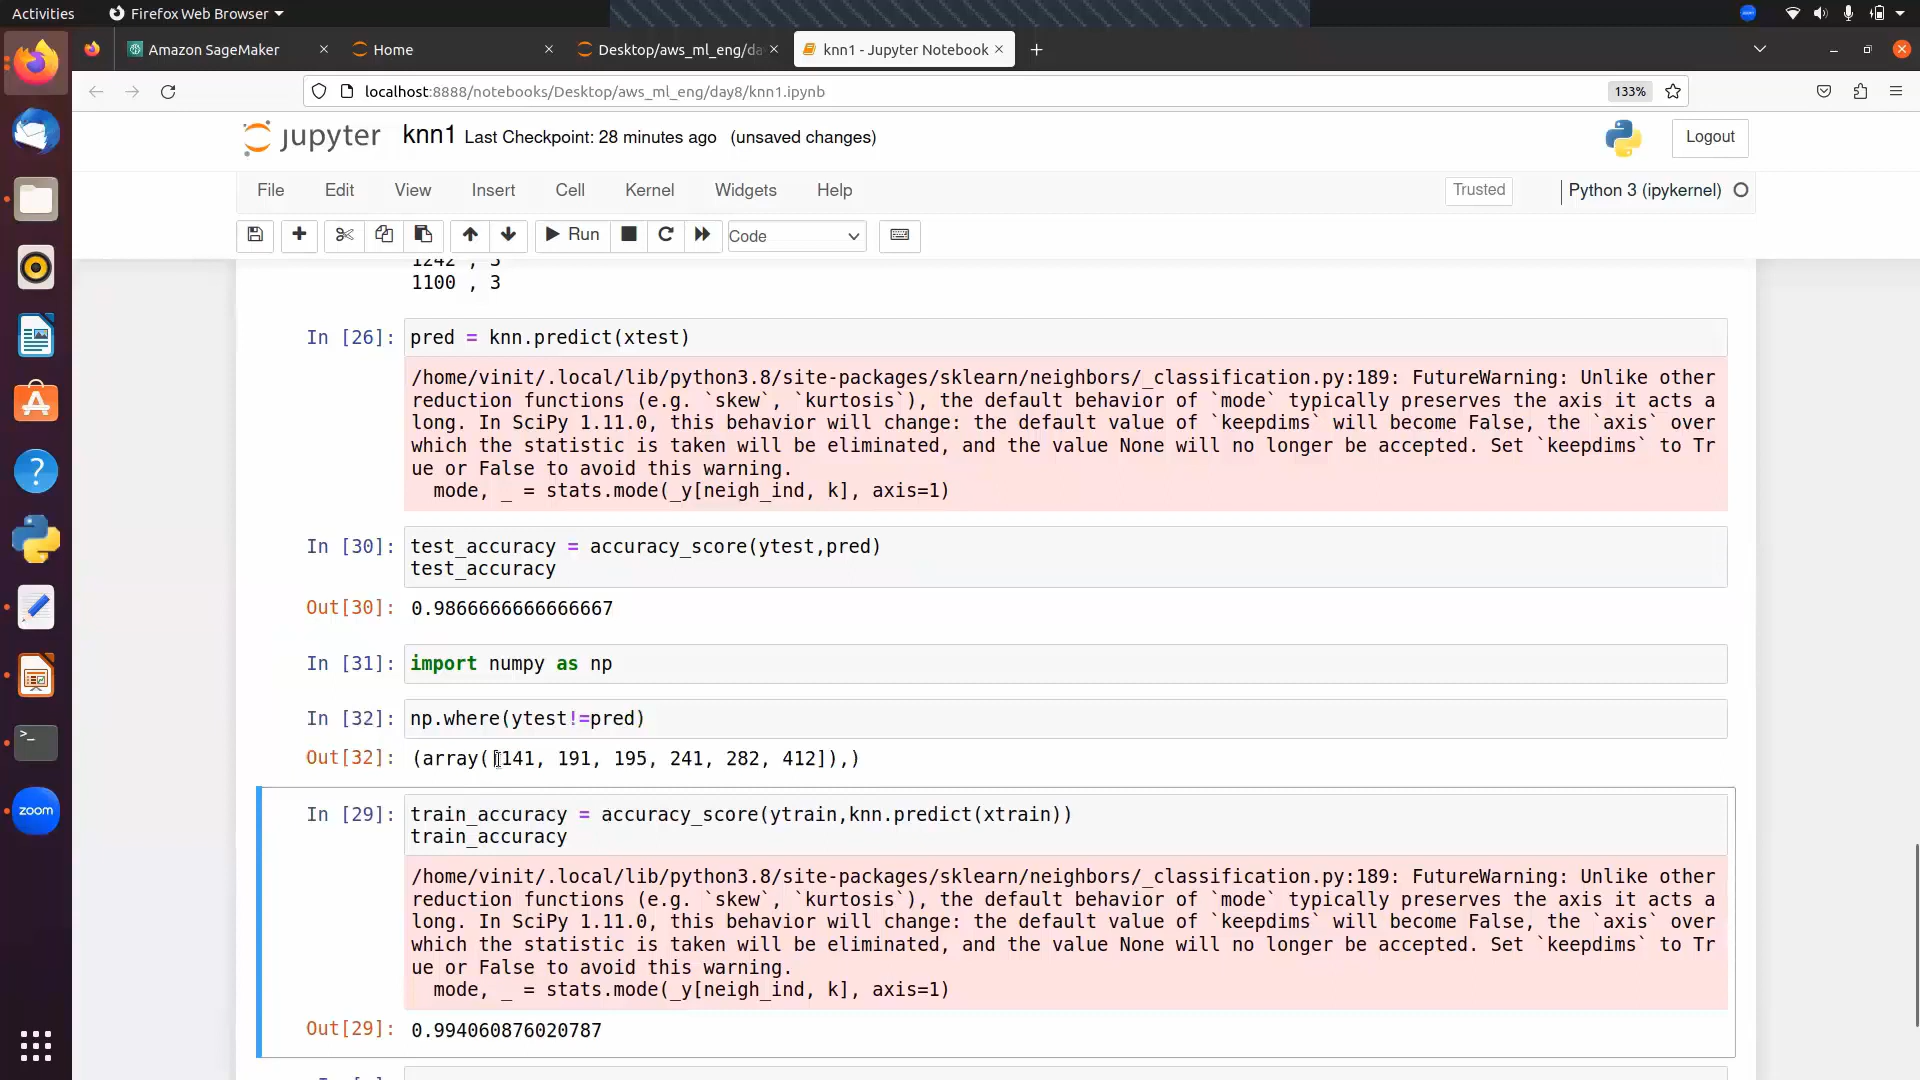 Activities
Firefox Web Browser
Amazon SageMaker
Home
Desktop/aws_ml_eng/da
knn1 - Jupyter Notebook
localhost:8888/notebooks/Desktop/aws_ml_eng/day8/knn1.ipynb
133%
jupyter knn1 Last Checkpoint: 28 minutes ago (unsaved changes)
Logout
File Edit View Insert Cell Kernel Widgets Help
Trusted
Python 3 (ipykernel)
Run
Code
1100 , 3
In [26]: pred = knn.predict(xtest)
/home/vinit/.local/lib/python3.8/site-packages/sklearn/neighbors/_classification.py:189: FutureWarning: Unlike other
reduction functions (e.g. `skew`, `kurtosis`), the default behavior of `mode` typically preserves the axis it acts a
long. In SciPy 1.11.0, this behavior will change: the default value of `keepdims` will become False, the `axis` over
which the statistic is taken will be eliminated, and the value None will no longer be accepted. Set `keepdims` to Tr
ue or False to avoid this warning.
mode, _ = stats.mode(_y[neigh_ind, k], axis=1)
In [30]: test_accuracy = accuracy_score(ytest,pred)
test_accuracy
Out[30]: 0.9866666666666667
In [31]: import numpy as np
In [32]: np.where(ytest!=pred)
Out[32]: (array([141, 191, 195, 241, 282, 412]),)
In [29]: train_accuracy = accuracy_score(ytrain,knn.predict(xtrain))
train_accuracy
/home/vinit/.local/lib/python3.8/site-packages/sklearn/neighbors/_classification.py:189: FutureWarning: Unlike other
reduction functions (e.g. `skew`, `kurtosis`), the default behavior of `mode` typically preserves the axis it acts a
long. In SciPy 1.11.0, this behavior will change: the default value of `keepdims` will become False, the `axis` over
which the statistic is taken will be eliminated, and the value None will no longer be accepted. Set `keepdims` to Tr
ue or False to avoid this warning.
mode, _ = stats.mode(_y[neigh_ind, k], axis=1)
Out[29]: 0.994060876020787
zoom